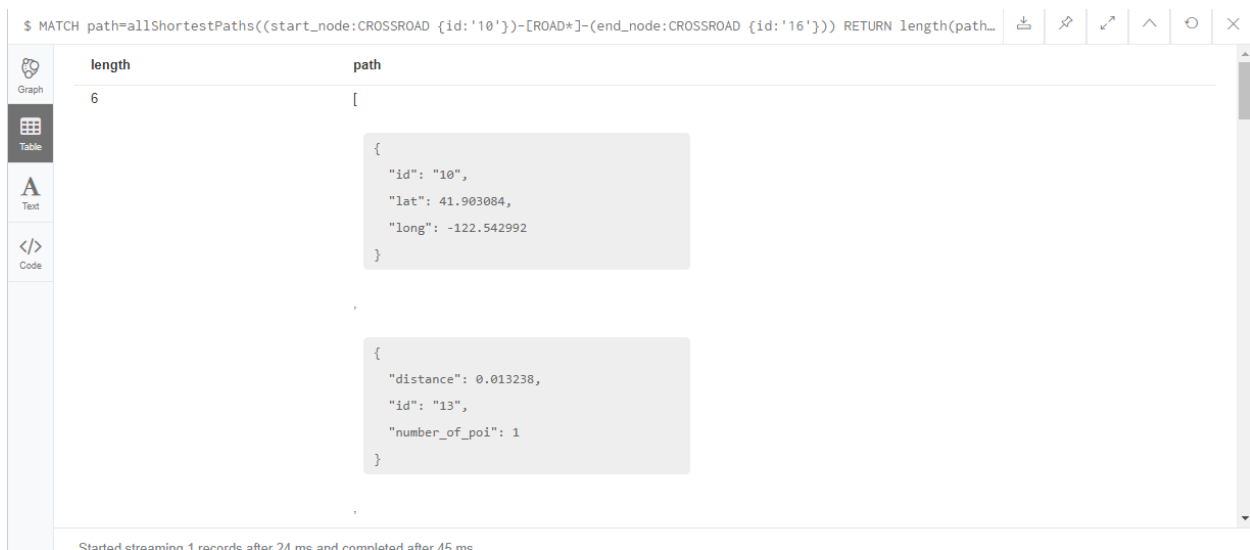 $ MATCH path=allShortestPaths((start_node:CROSSROAD {id:'10'})-[ROAD*]-(end_node:CROSSROAD {id:'16'})) RETURN length(path…
Graph
Table
A
Text
</>
Code
length path
6 [
{
"id": "10",
"lat": 41.903084,
"long": -122.542992
}
,
{
"distance": 0.013238,
"id": "13",
"number_of_poi": 1
}
,
Started streaming 1 records after 24 ms and completed after 45 ms.